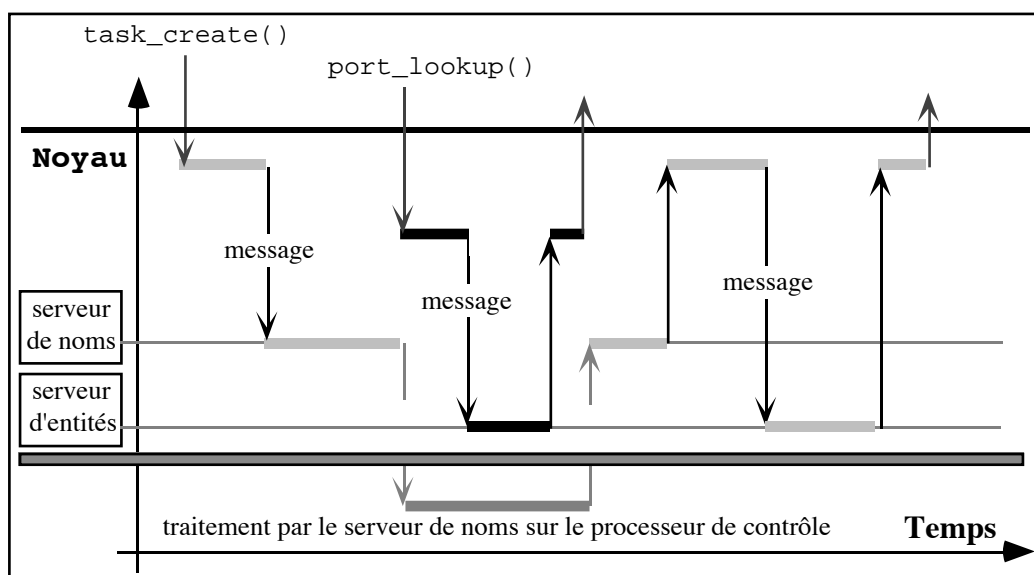 task_create()
port_lookup()
Noyau
message
message
message
serveur
de noms
serveur
d'entités
traitement par le serveur de noms sur le processeur de contrôle
Temps